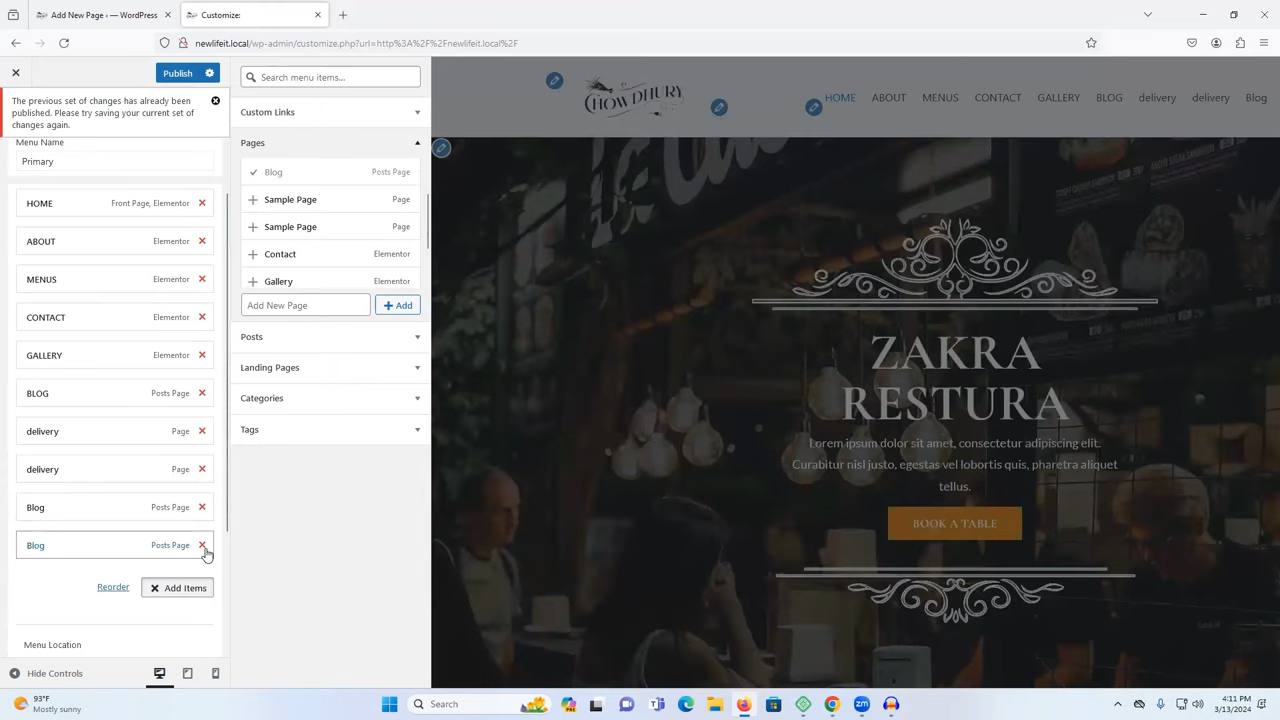 Add New Page ‹ — WordPress
Customize:
newlifeit.local/wp-admin/customize.php?url=http%3A%2F%2Fnewlifeit.local%2F
Publish
The previous set of changes has already been
published. Please try saving your current set of
changes again.
Menu Name
Primary
HOME Front Page, Elementor
ABOUT Elementor
MENUS Elementor
CONTACT Elementor
GALLERY Elementor
BLOG Posts Page
delivery Page
delivery Page
Blog Posts Page
Blog Posts Page
Reorder
Add Items
Menu Location
Hide Controls
Search menu items...
Custom Links
Pages
Blog Posts Page
Sample Page Page
Sample Page Page
Contact Elementor
Gallery Elementor
Add New Page
Add
Posts
Landing Pages
Categories
Tags
CHOWDHURY
HOME ABOUT MENUS CONTACT GALLERY BLOG delivery delivery Blog
ZAKRA
RESTURA
Lorem ipsum dolor sit amet, consectetur adipiscing elit.
Curabitur nisl justo, egestas vel lobortis quis, pharetra aliquet
tellus.
BOOK A TABLE
93°F
Mostly sunny
Search
4:11 PM
3/13/2024